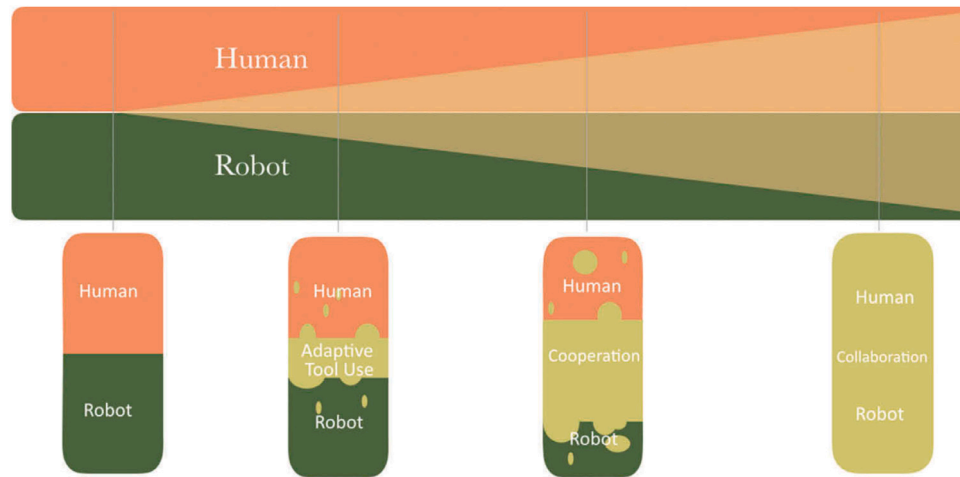 Human
Robot
Human
Robot
Human
Adaptive
Tool Use
Robot
Human
Cooperation
Robot
Human
Collaboration
Robot